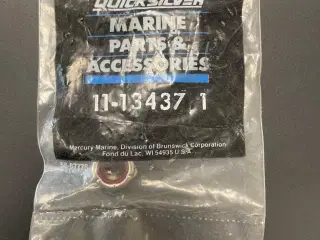 QUICKSILVER
MARINE
PARTS &
ACCESSORIES
11-13437 1
Mercury Marine, Division of Brunswick Corporation
Fond du Lac, WI 54935 U.S.A.